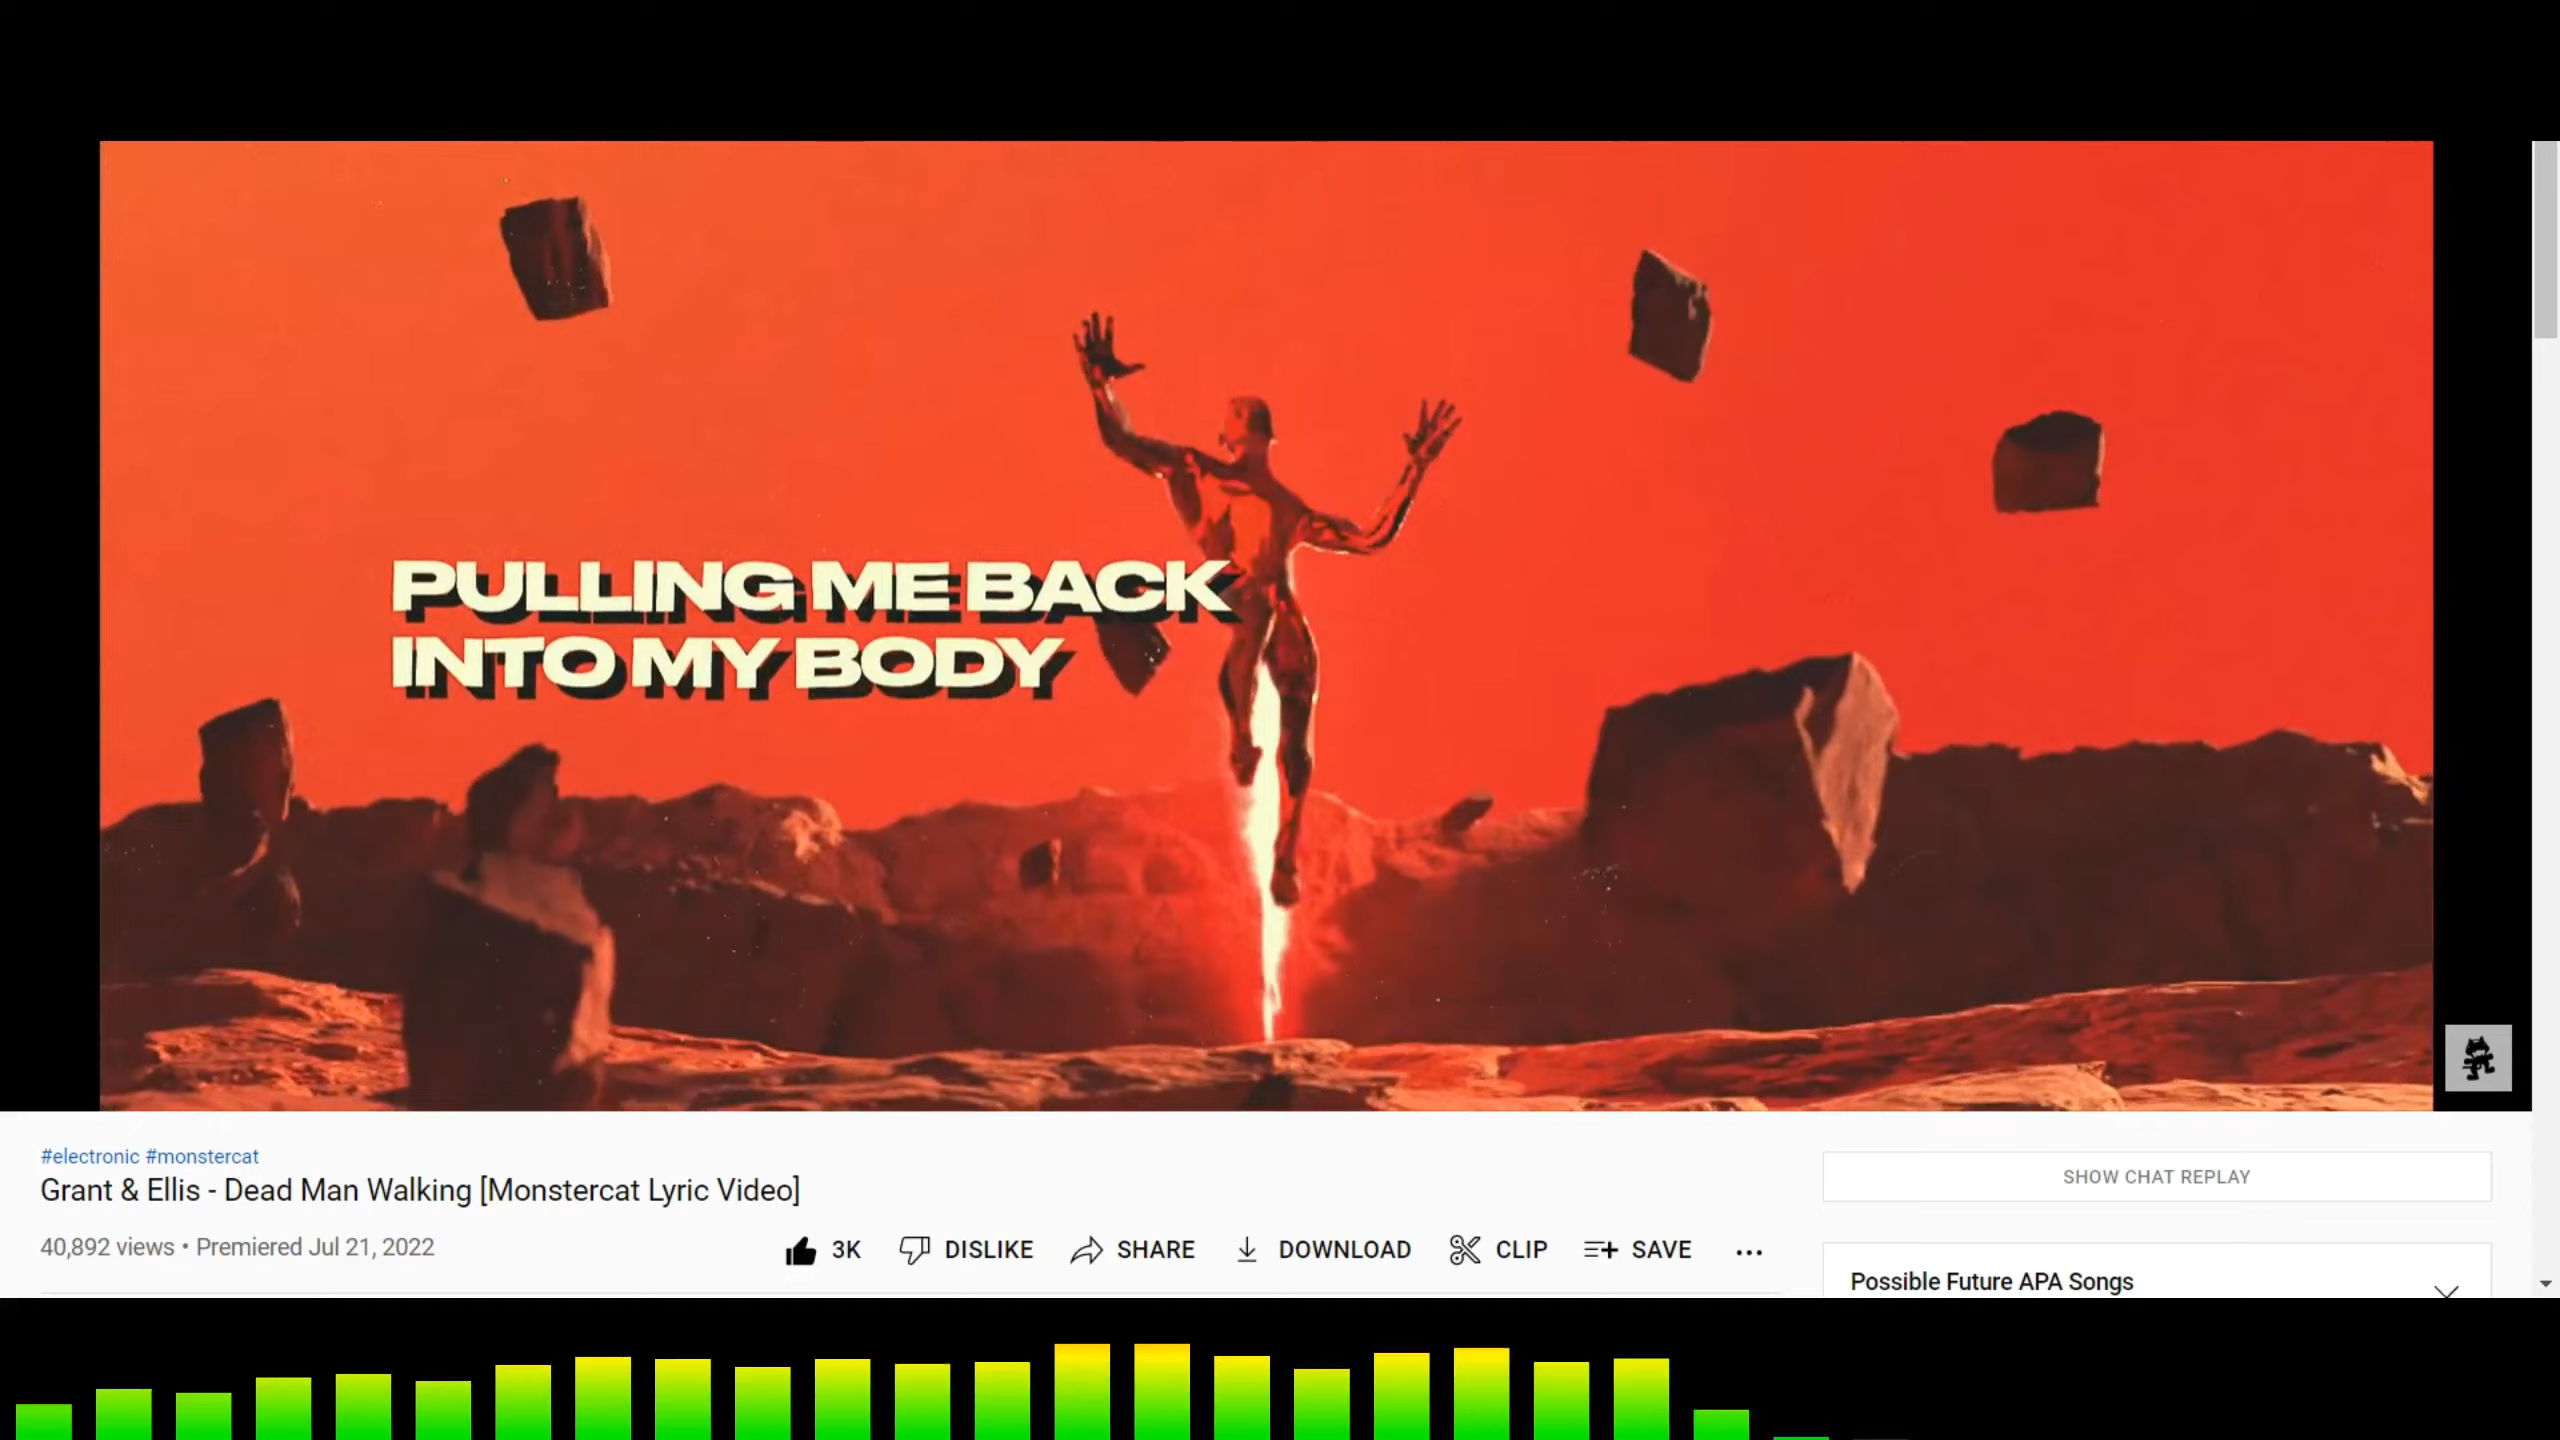 PULLING ME BACK
INTO MY BODY
#electronic #monstercat
Grant & Ellis - Dead Man Walking [Monstercat Lyric Video]
40,892 views • Premiered Jul 21, 2022
3K DISLIKE SHARE DOWNLOAD CLIP SAVE ...
SHOW CHAT REPLAY
Possible Future APA Songs